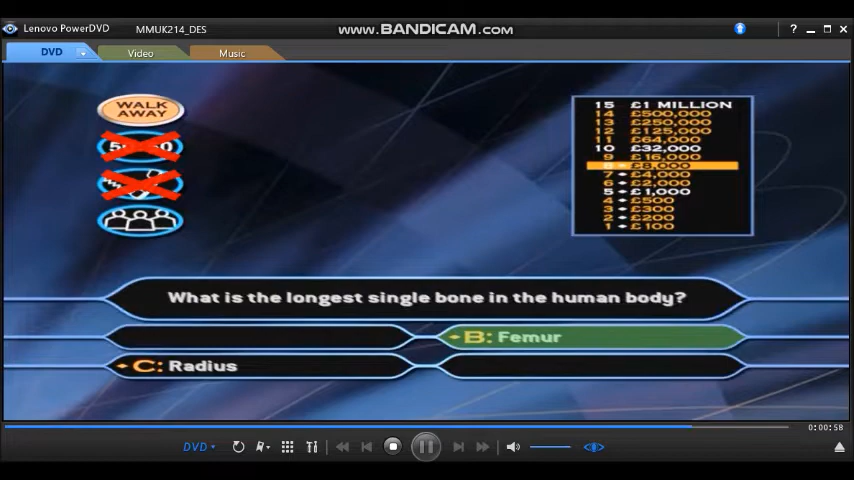 Lenovo PowerDVD
MMUK214_DES
www.BANDICAM.com
?
DVD
Video
Music
WALK
AWAY
15 £1 MILLION
14 £500,000
13 £250,000
12 £125,000
11 £64,000
10 £32,000
9 £16,000
8 £8,000
7 £4,000
6 £2,000
5 £1,000
4 £500
3 £300
2 £200
1 £100
What is the longest single bone in the human body?
B: Femur
C: Radius
0:00:58
DVD